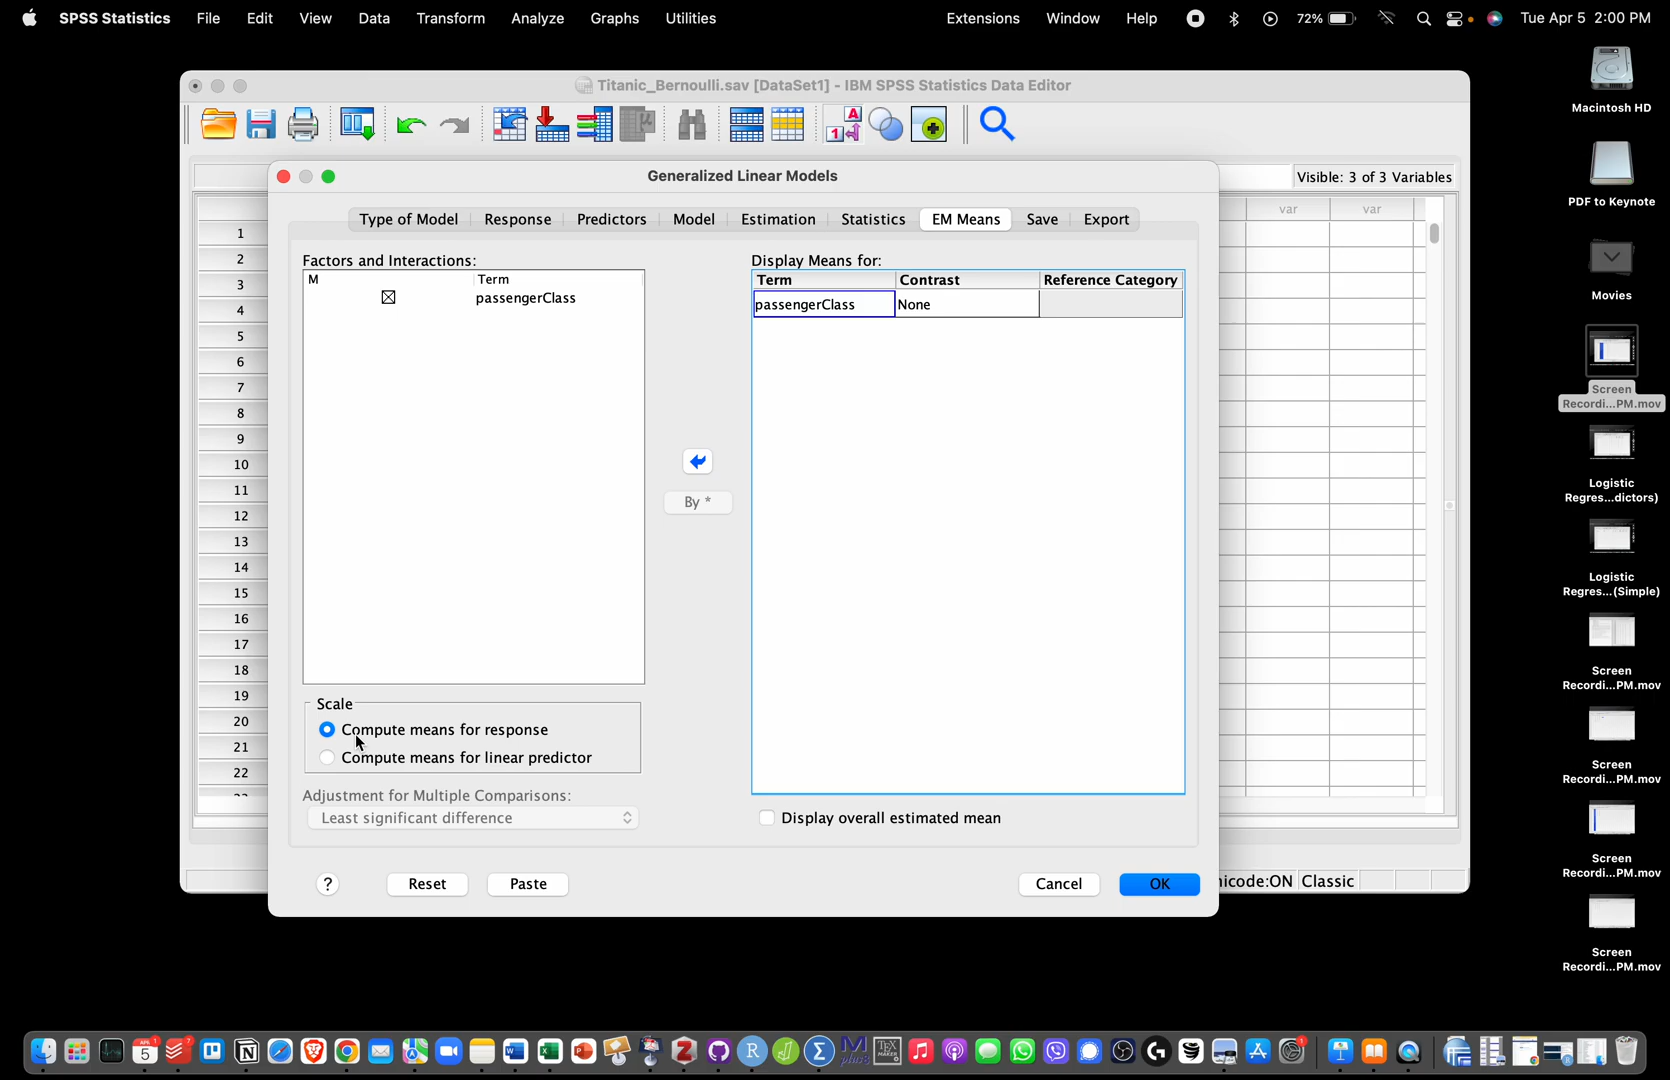 SPSS Statistics File Edit View Data Transform Analyze Graphs Utilities Extensions Window Help 72% Tue Apr 5 2:00 PM
Titanic_Bernoulli.sav [DataSet1] - IBM SPSS Statistics Data Editor
Generalized Linear Models
Visible: 3 of 3 Variables
Type of Model Response Predictors Model Estimation Statistics EM Means Save Export
var var
Factors and Interactions:
M Term
passengerClass
Display Means for:
Term Contrast Reference Category
passengerClass None
By *
Scale
Compute means for response
Compute means for linear predictor
Adjustment for Multiple Comparisons:
Least significant difference
Display overall estimated mean
? Reset Paste Cancel OK
nicode:ON Classic
1
2
3
4
5
6
7
8
9
10
11
12
13
14
15
16
17
18
19
20
21
22
Macintosh HD
PDF to Keynote
Movies
Screen
Recordi...PM.mov
Logistic
Regres...dictors)
Logistic
Regres...(Simple)
Screen
Recordi...PM.mov
Screen
Recordi...PM.mov
Screen
Recordi...PM.mov
Screen
Recordi...PM.mov